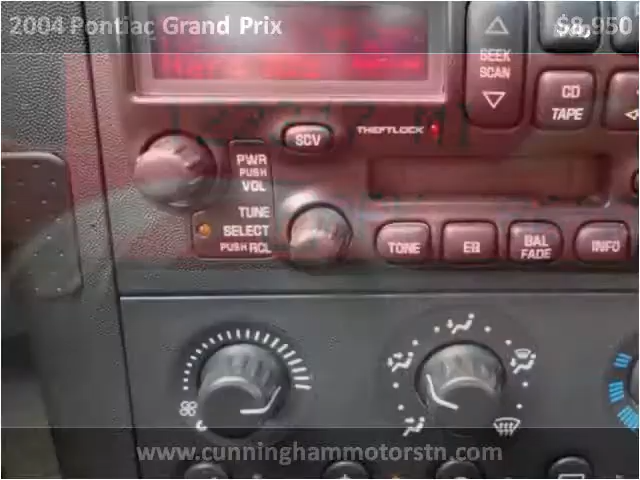 2004 Pontiac Grand Prix
$8,950
SEEK
SCAN
CD
TAPE
SCV
THEFTLOCK
PWR
PUSH
VOL
TUNE
SELECT
PUSH RCL
TONE
EQ
BAL
FADE
INFO
www.cunninghammotorstn.com